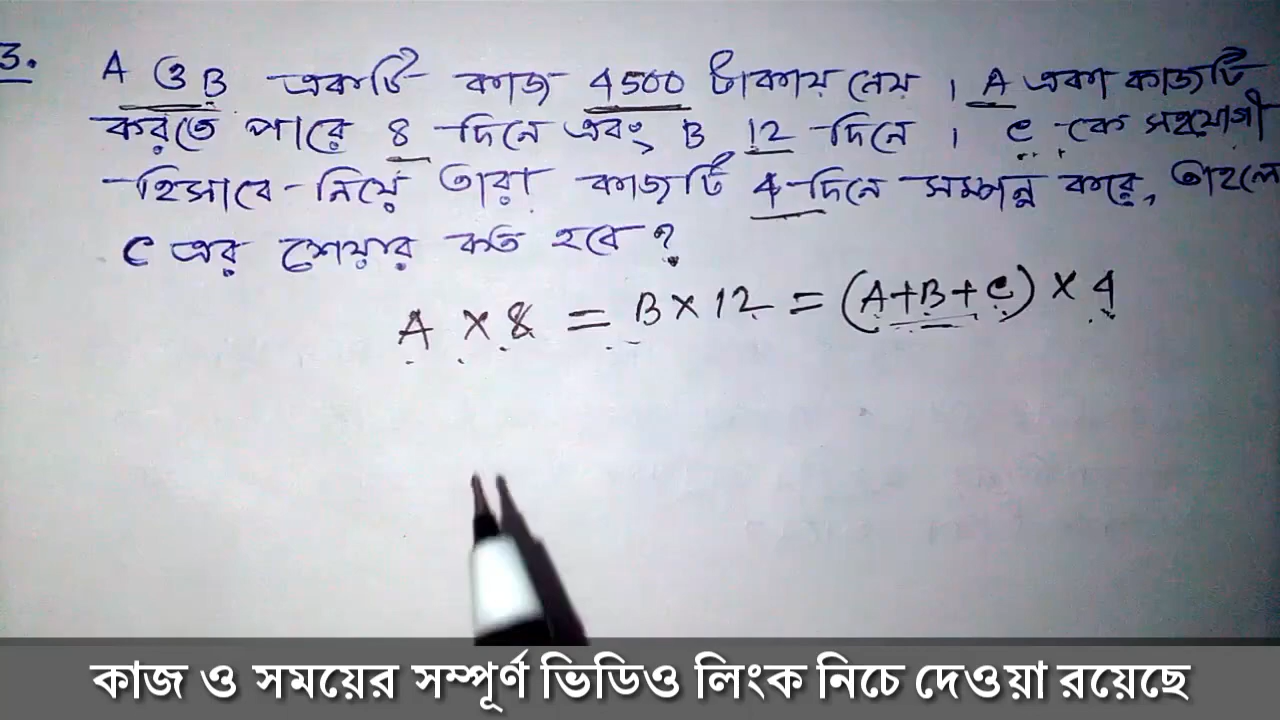 3. A ও B একটি কাজ 4500 টাকায় নেয় । A একা কাজটি
করতে পারে 8 দিনে এবং B 12 দিনে । C কে সহযোগী
হিসাবে নিয়ে তারা কাজটি 4 দিনে সম্পন্ন করে, তাহলে
C এর শেয়ার কত হবে ?
A × 8 = B × 12 = (A+B+C) × 4
কাজ ও সময়ের সম্পূর্ণ ভিডিও লিংক নিচে দেওয়া রয়েছে